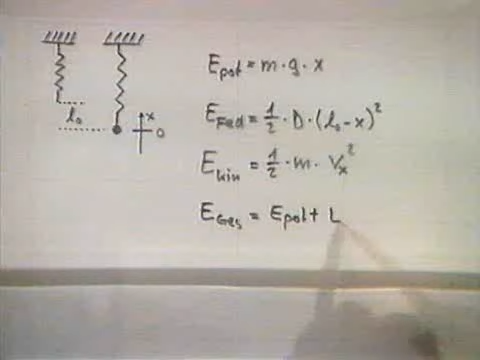 E_pot = m · g · x
l₀
x
0
E_Fed = 1/2 · D · (l₀ - x)²
E_kin = 1/2 · m · V_x²
E_Ges = E_pot + L